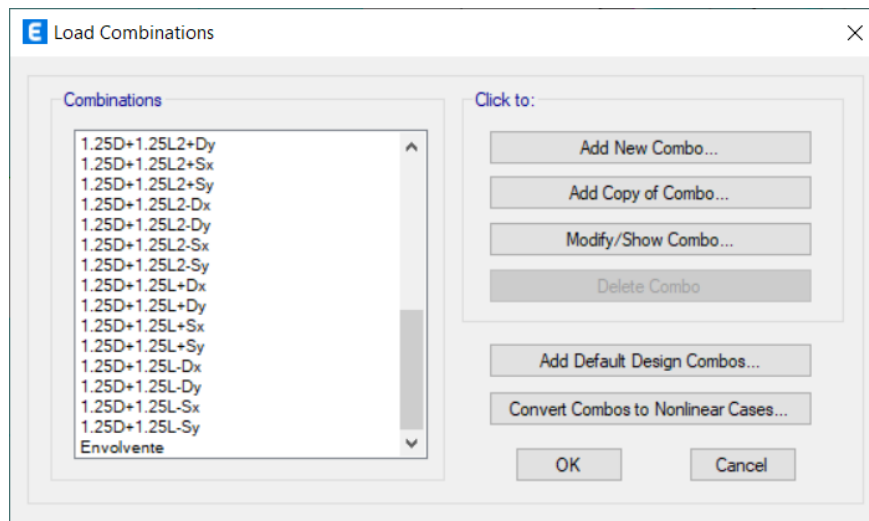 E Load Combinations
Combinations
1.25D+1.25L2+Dy
1.25D+1.25L2+Sx
1.25D+1.25L2+Sy
1.25D+1.25L2-Dx
1.25D+1.25L2-Dy
1.25D+1.25L2-Sx
1.25D+1.25L2-Sy
1.25D+1.25L+Dx
1.25D+1.25L+Dy
1.25D+1.25L+Sx
1.25D+1.25L+Sy
1.25D+1.25L-Dx
1.25D+1.25L-Dy
1.25D+1.25L-Sx
1.25D+1.25L-Sy
Envolvente
Click to:
Add New Combo...
Add Copy of Combo...
Modify/Show Combo...
Delete Combo
Add Default Design Combos...
Convert Combos to Nonlinear Cases...
OK
Cancel